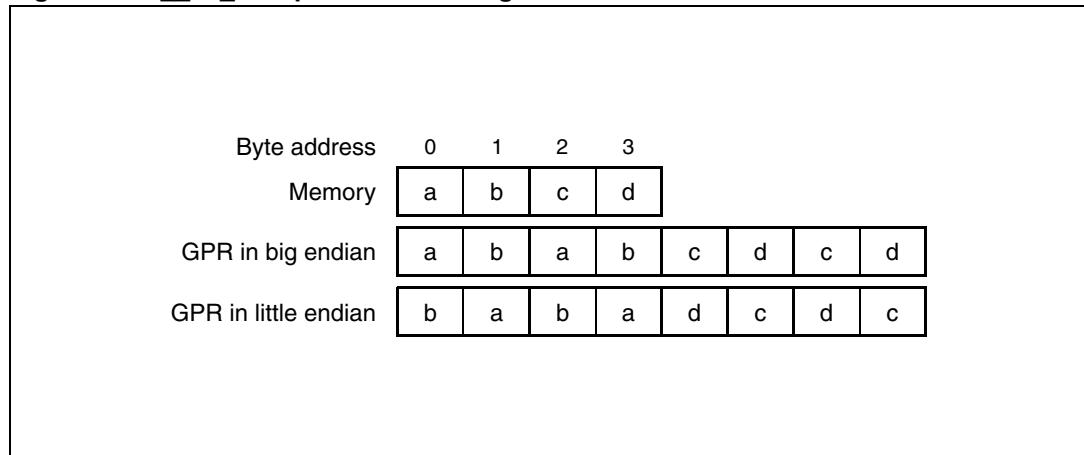 Byte address 0 1 2 3
Memory a b c d
GPR in big endian a b a b c d c d
GPR in little endian b a b a d c d c